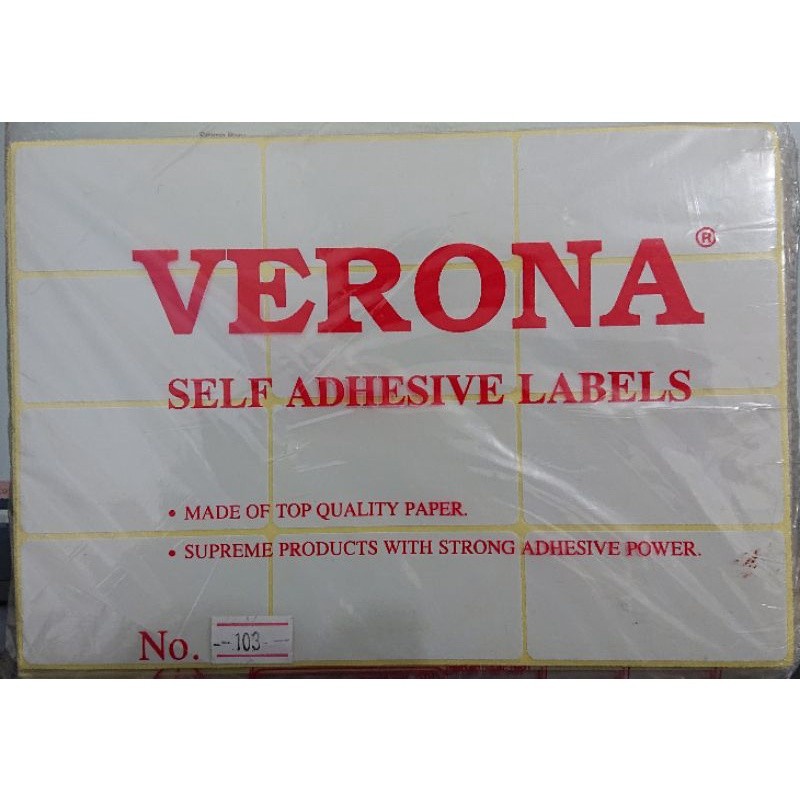 VERONA®
SELF ADHESIVE LABELS
• MADE OF TOP QUALITY PAPER.
• SUPREME PRODUCTS WITH STRONG ADHESIVE POWER.
No. -- 103 --